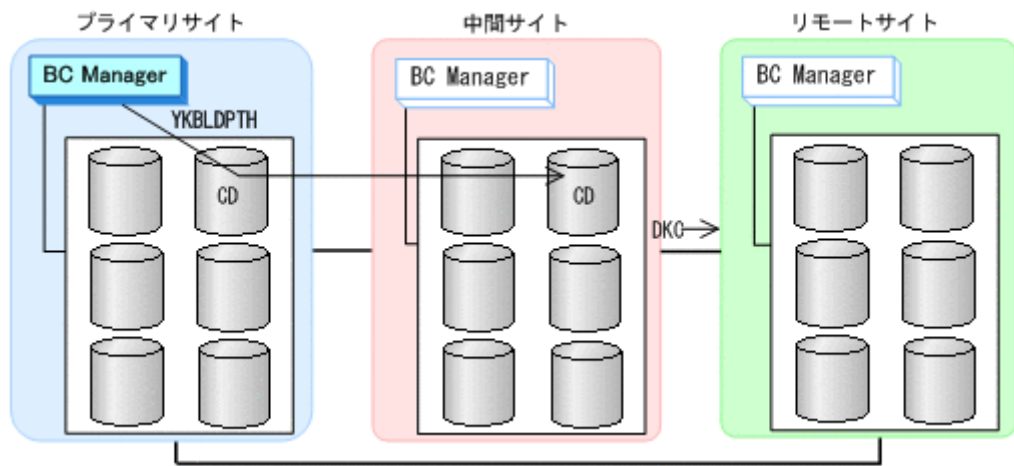 プライマリサイト
中間サイト
リモートサイト
BC Manager
BC Manager
BC Manager
YKBLDPTH
CD
CD
DKC